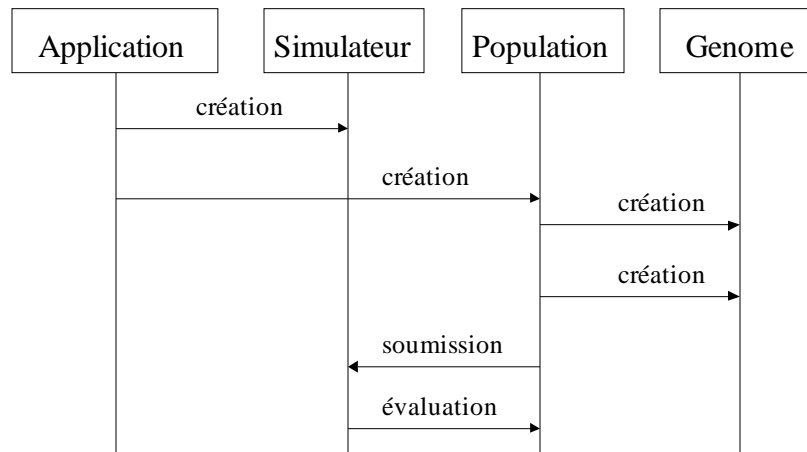 Application
Simulateur
Population
Genome
création
création
création
création
soumission
évaluation